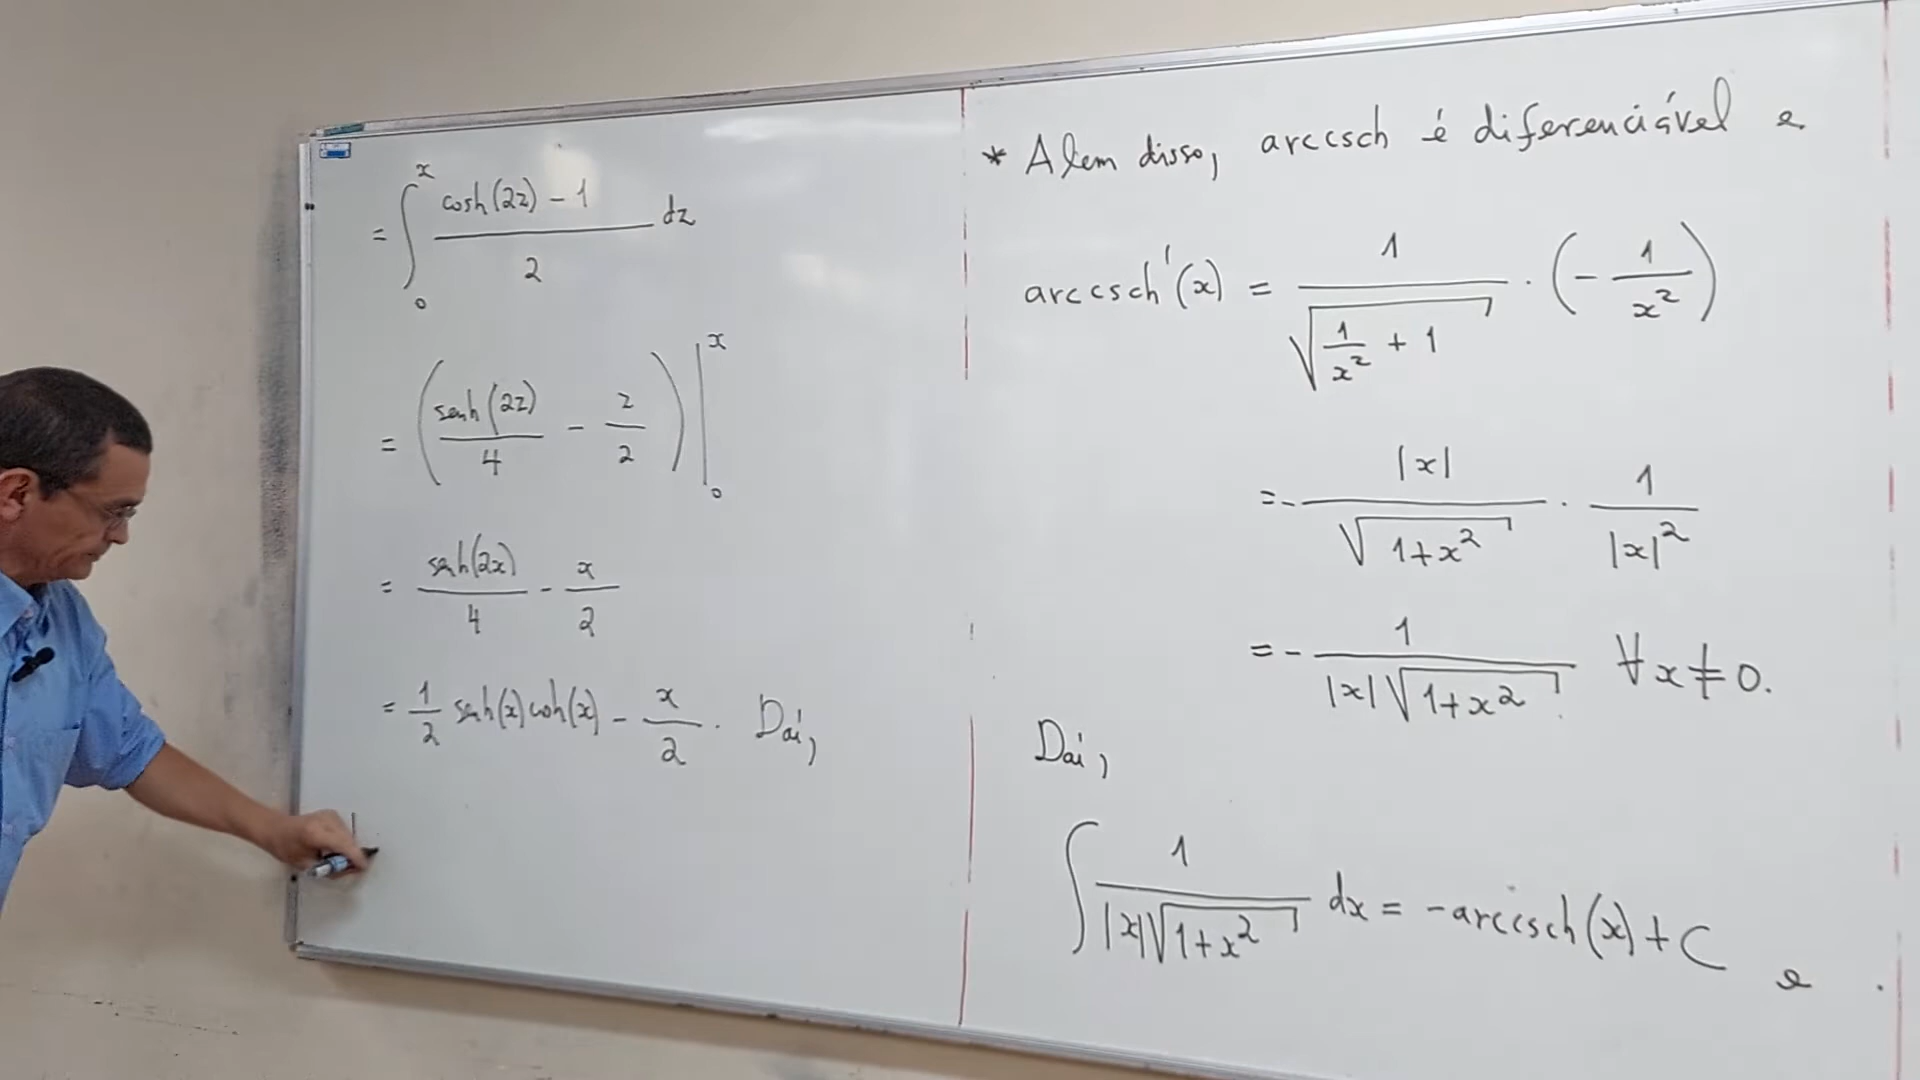 = ∫₀ˣ (cosh(2z) - 1)/2 dz
= (senh(2z)/4 - z/2) |₀ˣ
= senh(2x)/4 - x/2
= 1/2 senh(x) cosh(x) - x/2 . Daí,
* Alem disso, arccsch é diferenciável e
arccsch'(x) = 1/√(1/x² + 1) · (- 1/x²)
= - |x|/√(1+x²) · 1/|x|²
= - 1/(|x|√(1+x²)) ∀x≠0.
Daí,
∫ 1/(|x|√(1+x²)) dx = -arccsch(x) + C e